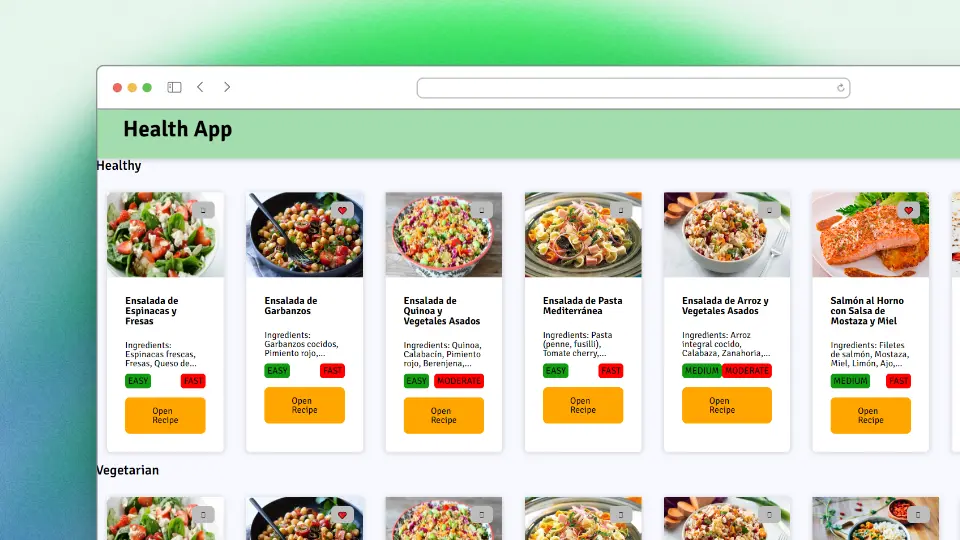 Health App
Healthy
Ensalada de
Espinacas y
Fresas
Ingredients:
Espinacas frescas,
Fresas, Queso de...
EASY
FAST
Open
Recipe
Ensalada de
Garbanzos
Ingredients:
Garbanzos cocidos,
Pimiento rojo,...
EASY
FAST
Open
Recipe
Ensalada de
Quinoa y
Vegetales Asados
Ingredients: Quinoa,
Calabacín, Pimiento
rojo, Berenjena,...
EASY
MODERATE
Open
Recipe
Ensalada de Pasta
Mediterránea
Ingredients: Pasta
(penne, fusilli),
Tomate cherry,...
EASY
FAST
Open
Recipe
Ensalada de Arroz y
Vegetales Asados
Ingredients: Arroz
integral cocido,
Calabaza, Zanahoria,...
MEDIUM
MODERATE
Open
Recipe
Salmón al Horno
con Salsa de
Mostaza y Miel
Ingredients: Filetes
de salmón, Mostaza,
Miel, Limón, Ajo,...
MEDIUM
FAST
Open
Recipe
Vegetarian